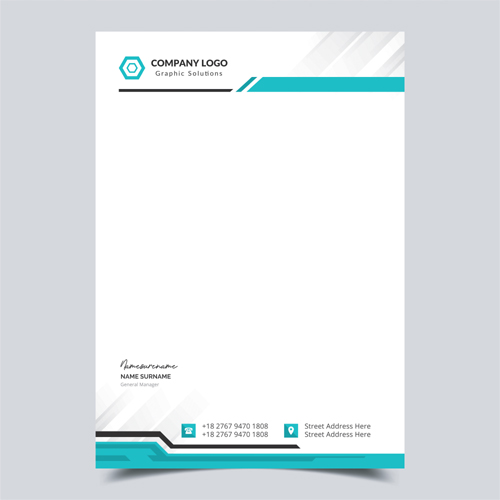 COMPANY LOGO
Graphic Solutions
Namesurename
NAME SURNAME
General Manager
+18 2767 9470 1808
+18 2767 9470 1808
Street Address Here
Street Address Here